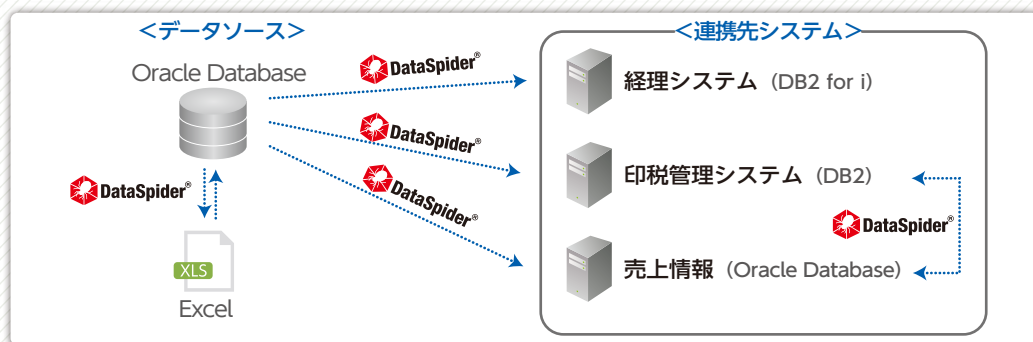 <データソース>
Oracle Database
DataSpider®
DataSpider®
DataSpider®
DataSpider®
XLS
Excel
<連携先システム>
経理システム（DB2 for i）
印税管理システム（DB2）
DataSpider®
売上情報（Oracle Database）